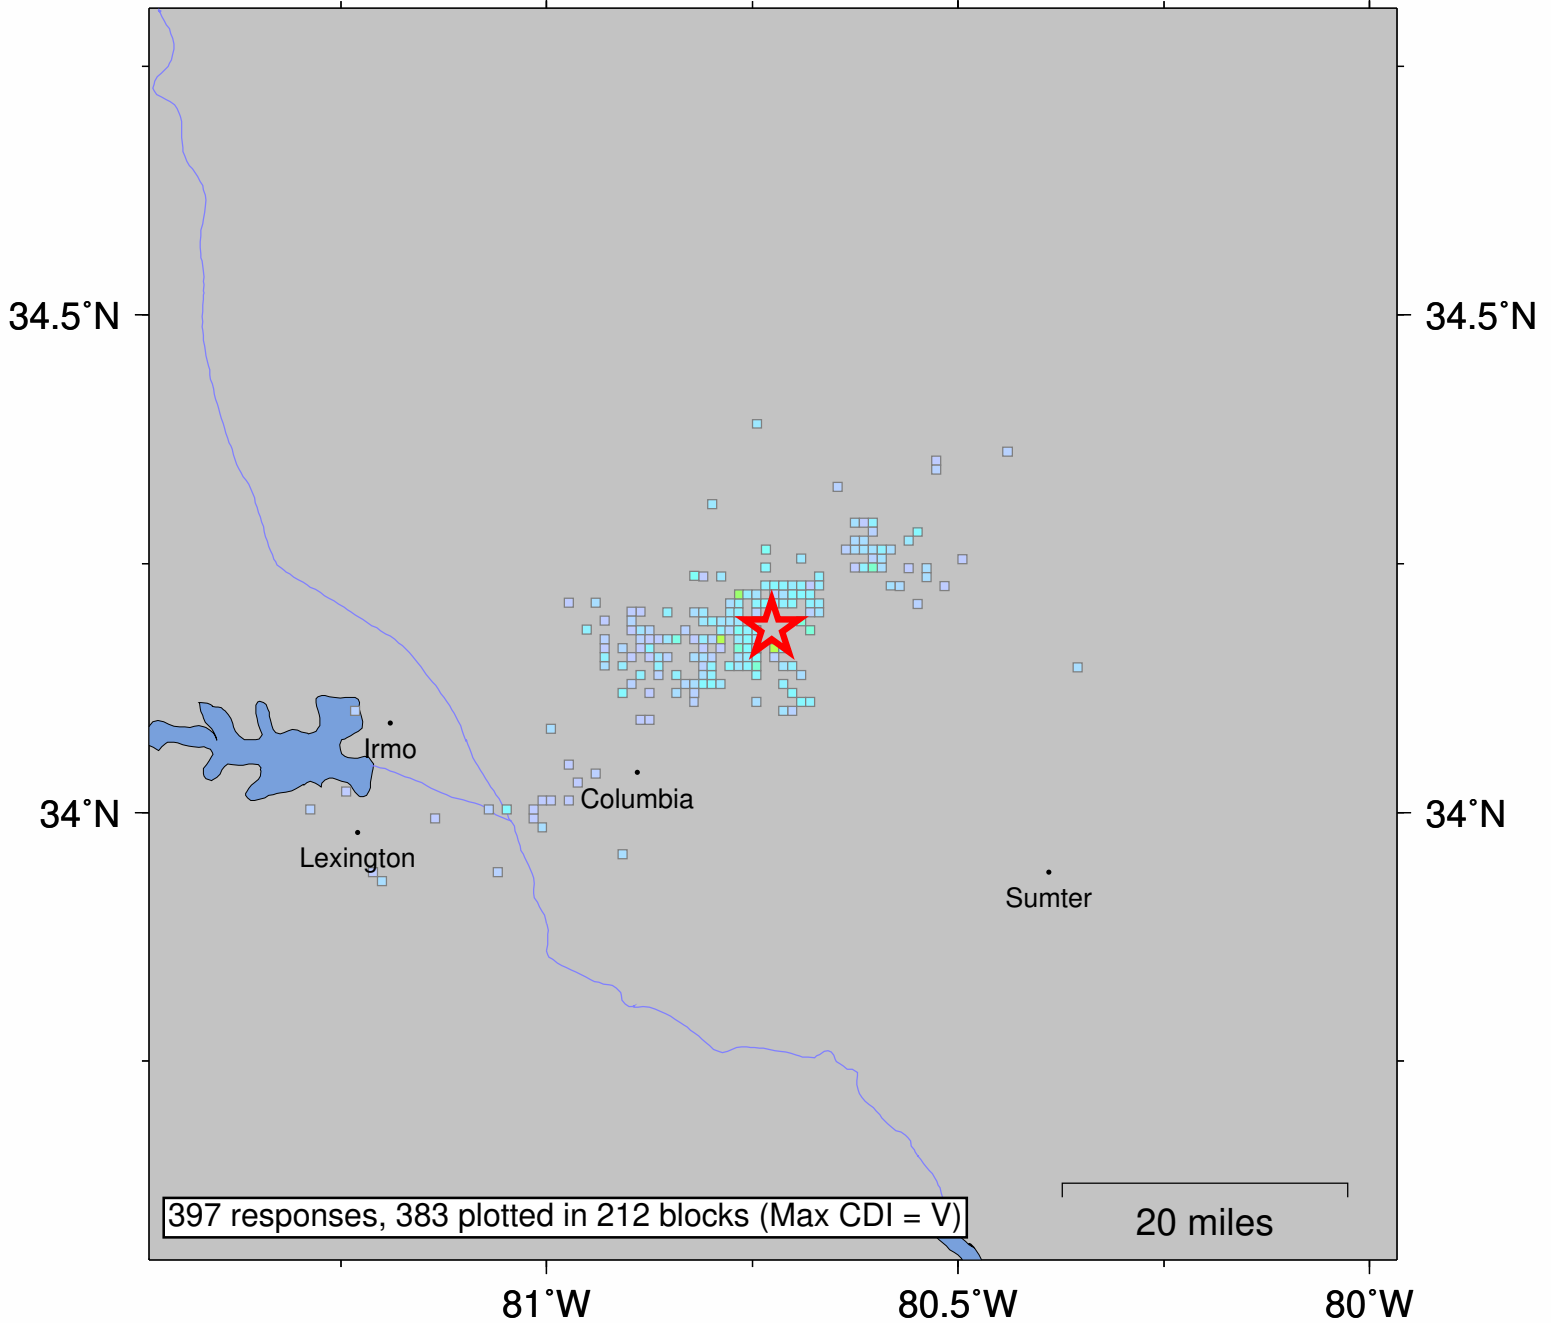 34.5°N
34.5°N
Irmo
Columbia
34°N
34°N
Lexington
Sumter
397 responses, 383 plotted in 212 blocks (Max CDI = V)
20 miles
81°W
80.5°W
80°W